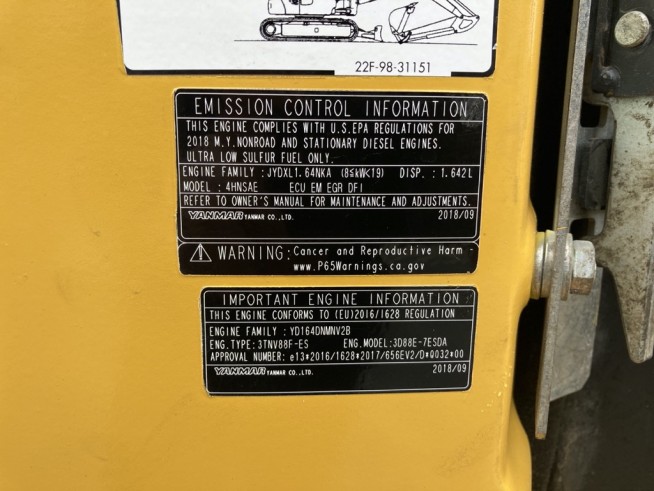 22F-98-31151
EMISSION CONTROL INFORMATION
THIS ENGINE COMPLIES WITH U.S.EPA REGULATIONS FOR
2018 M.Y.NONROAD AND STATIONARY DIESEL ENGINES.
ULTRA LOW SULFUR FUEL ONLY.
ENGINE FAMILY : JYDXL1.64NKA (8≤kW<19) DISP. : 1.642L
MODEL : 4HNSAE ECU EM EGR DFI
REFER TO OWNER'S MANUAL FOR MAINTENANCE AND ADJUSTMENTS.
YANMAR YANMAR CO.,LTD. 2018/09
WARNING: Cancer and Reproductive Harm
www.P65Warnings.ca.gov
IMPORTANT ENGINE INFORMATION
THIS ENGINE CONFORMS TO (EU)2016/1628 REGULATION
ENGINE FAMILY : YD164DNMNV2B
ENG.TYPE:3TNV88F-ES ENG.MODEL:3D88E-7ESDA
APPROVAL NUMBER: e13*2016/1628*2017/656EV2/D*0032*00
YANMAR YANMAR CO.,LTD. 2018/09